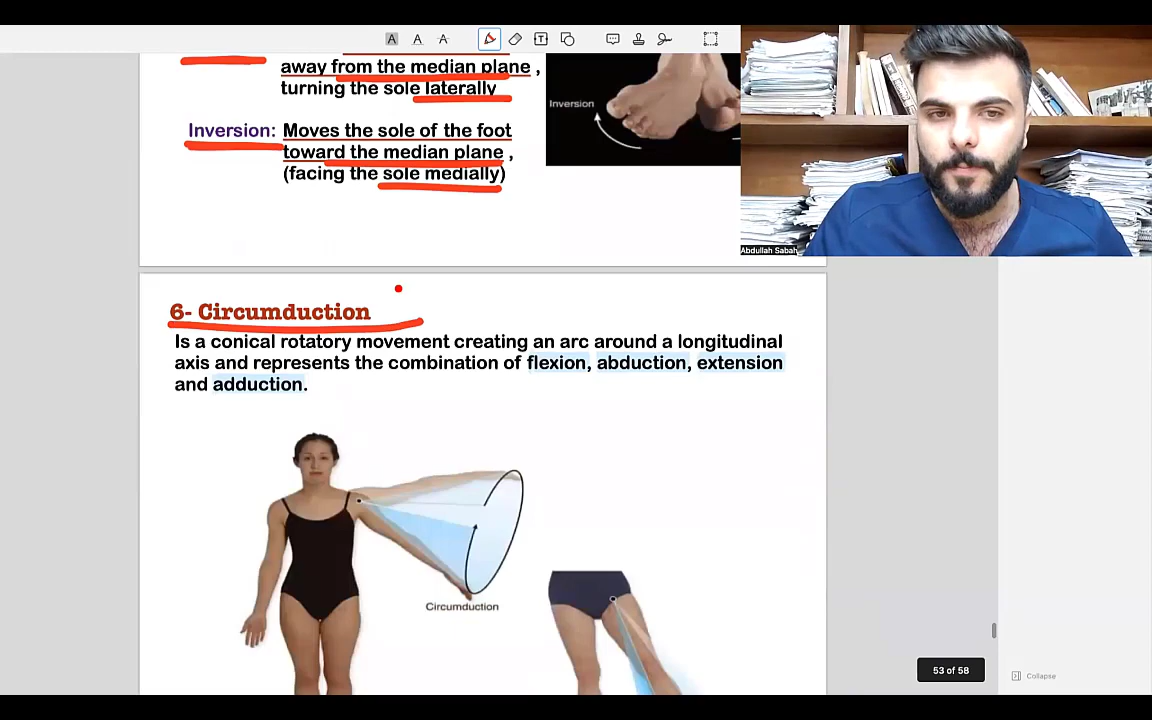 A A A T
away from the median plane ,
turning the sole laterally
Inversion: Moves the sole of the foot
toward the median plane ,
(facing the sole medially)
Inversion
Abdullah Sabah
6- Circumduction
Is a conical rotatory movement creating an arc around a longitudinal
axis and represents the combination of flexion, abduction, extension
and adduction.
Circumduction
53 of 58
Collapse